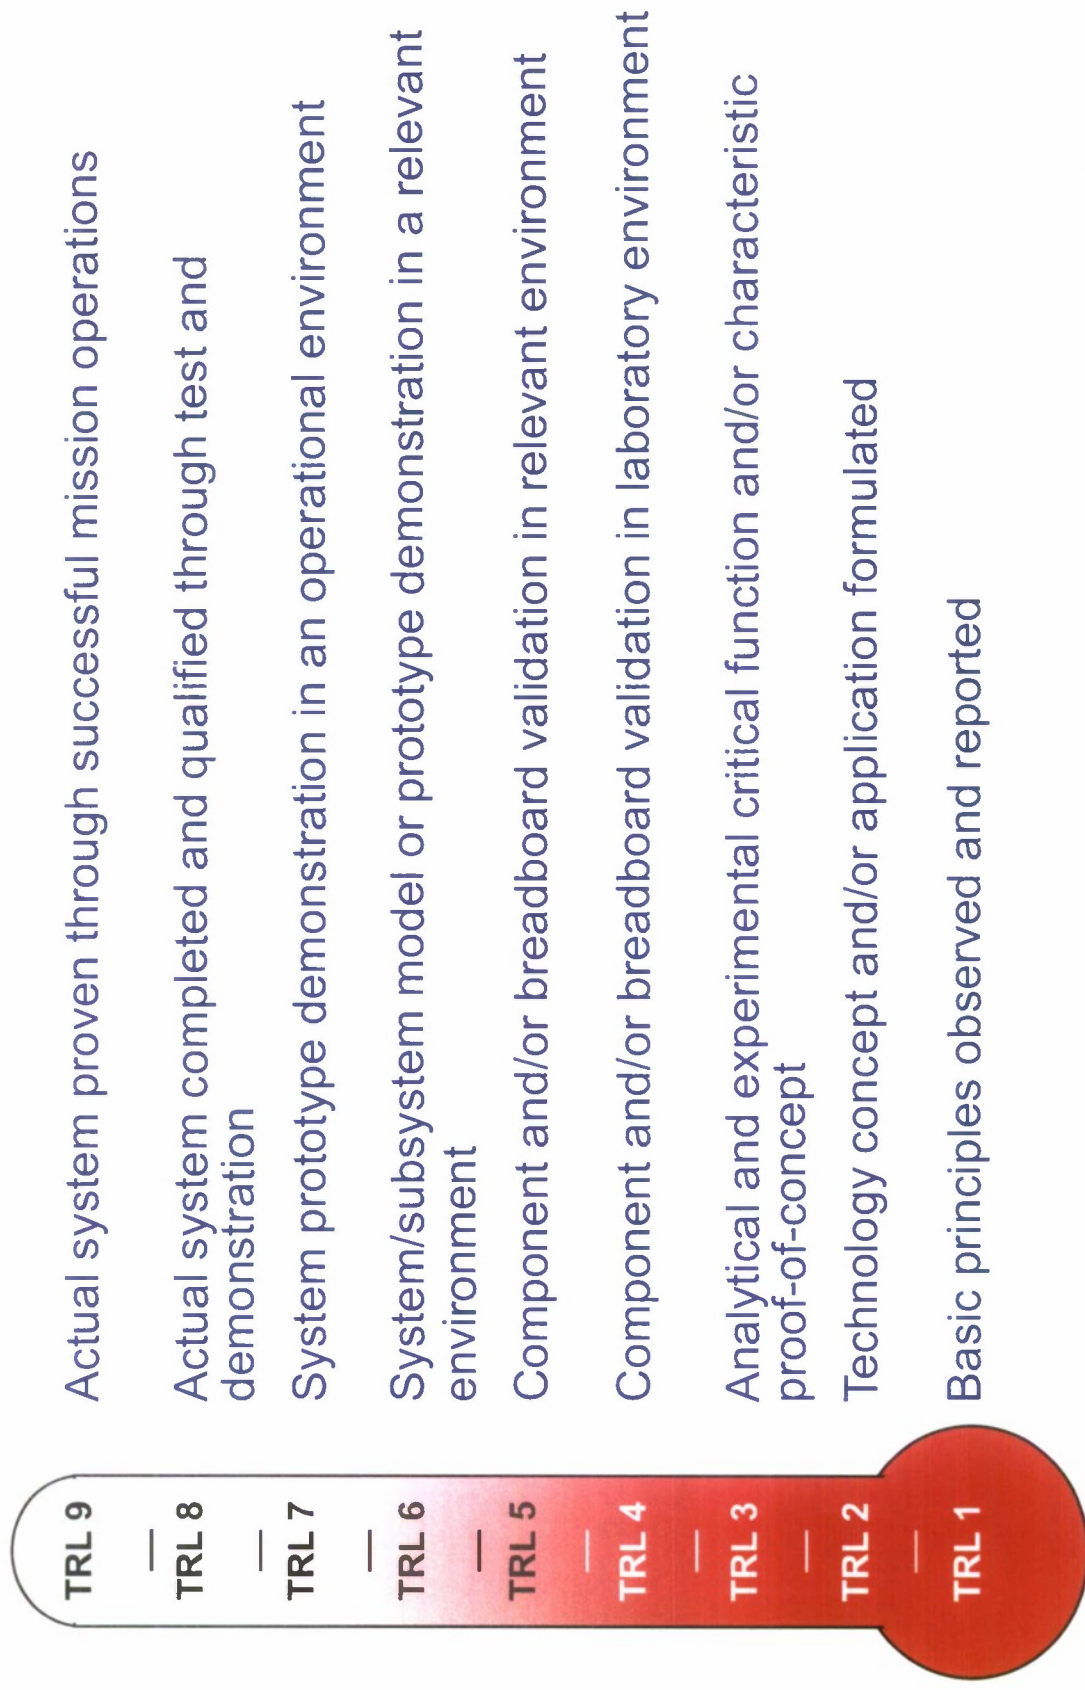 TRL 9
Actual system proven through successful mission operations
TRL 8
Actual system completed and qualified through test and
demonstration
TRL 7
System prototype demonstration in an operational environment
TRL 6
System/subsystem model or prototype demonstration in a relevant
environment
TRL 5
Component and/or breadboard validation in relevant environment
TRL 4
Component and/or breadboard validation in laboratory environment
TRL 3
Analytical and experimental critical function and/or characteristic
proof-of-concept
TRL 2
Technology concept and/or application formulated
TRL 1
Basic principles observed and reported